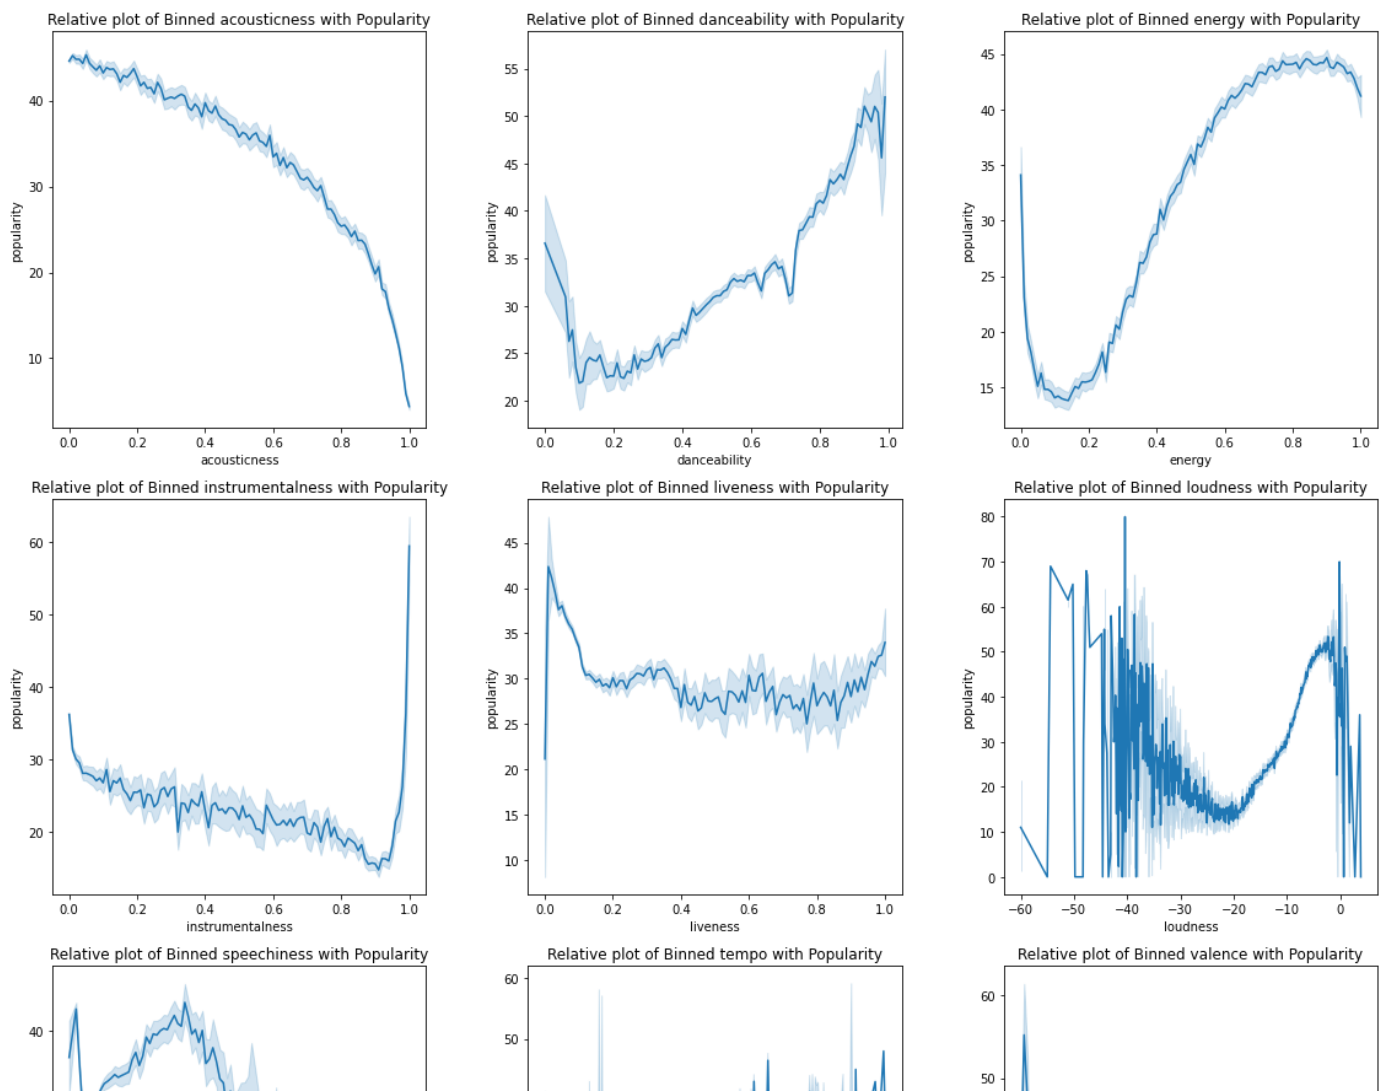 Relative plot of Binned acousticness with Popularity
40
30
20
10
popularity
0.0 0.2 0.4 0.6 0.8 1.0
acousticness
Relative plot of Binned danceability with Popularity
55
50
45
40
35
30
25
20
popularity
0.0 0.2 0.4 0.6 0.8 1.0
danceability
Relative plot of Binned energy with Popularity
45
40
35
30
25
20
15
popularity
0.0 0.2 0.4 0.6 0.8 1.0
energy
Relative plot of Binned instrumentalness with Popularity
60
50
40
30
20
popularity
0.0 0.2 0.4 0.6 0.8 1.0
instrumentalness
Relative plot of Binned liveness with Popularity
45
40
35
30
25
20
15
10
popularity
0.0 0.2 0.4 0.6 0.8 1.0
liveness
Relative plot of Binned loudness with Popularity
80
70
60
50
40
30
20
10
0
popularity
−60 −50 −40 −30 −20 −10 0
loudness
Relative plot of Binned speechiness with Popularity
40
Relative plot of Binned tempo with Popularity
60
50
Relative plot of Binned valence with Popularity
60
50